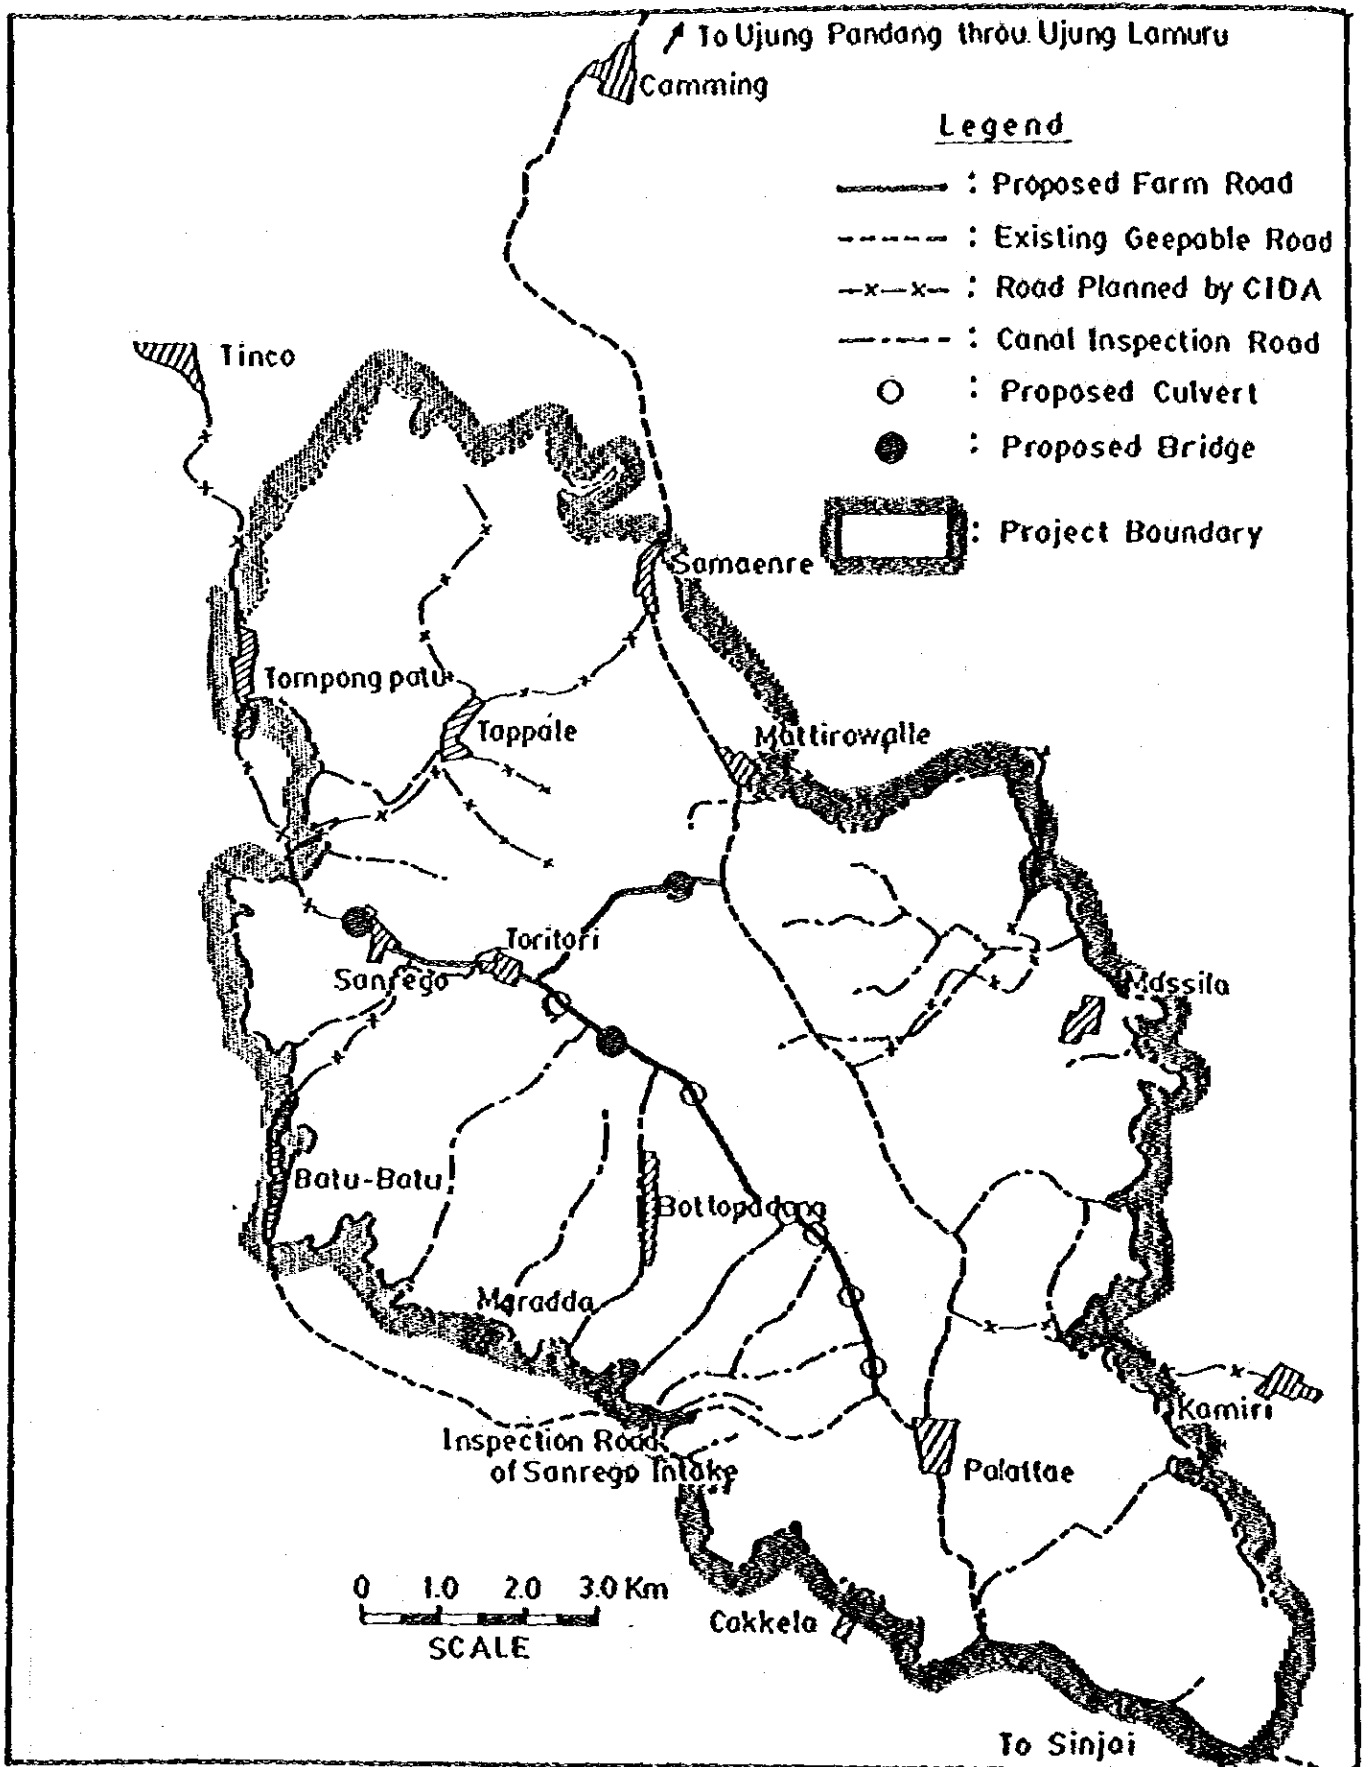 To Ujung Pandang throu. Ujung Lamuru
Camming
Legend
: Proposed Farm Road
: Existing Geepable Road
-x-x- : Road Planned by CIDA
: Canal Inspection Road
: Proposed Culvert
: Proposed Bridge
: Project Boundary
Tinco
Samaenre
Tompong patu
Tappale
Mattirowalle
Toritori
Sanrego
Massila
Batu-Batu
Bottopadang
Maradda
Kamiri
Inspection Road
of Sanrego Intake
Palattae
0 1.0 2.0 3.0 Km
SCALE
Cakkela
To Sinjai